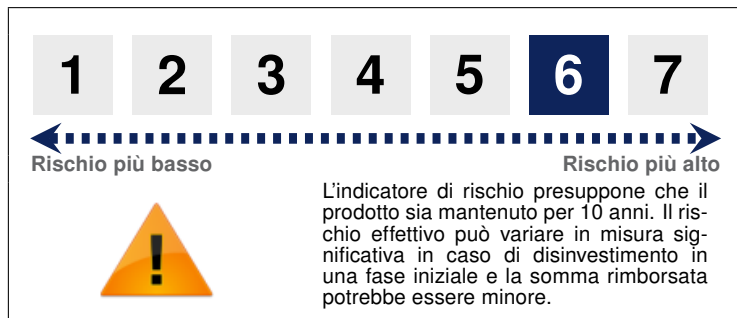 1 2 3 4 5 6 7
Rischio più basso Rischio più alto
L'indicatore di rischio presuppone che il
prodotto sia mantenuto per 10 anni. Il ris-
chio effettivo può variare in misura sig-
nificativa in caso di disinvestimento in
una fase iniziale e la somma rimborsata
potrebbe essere minore.